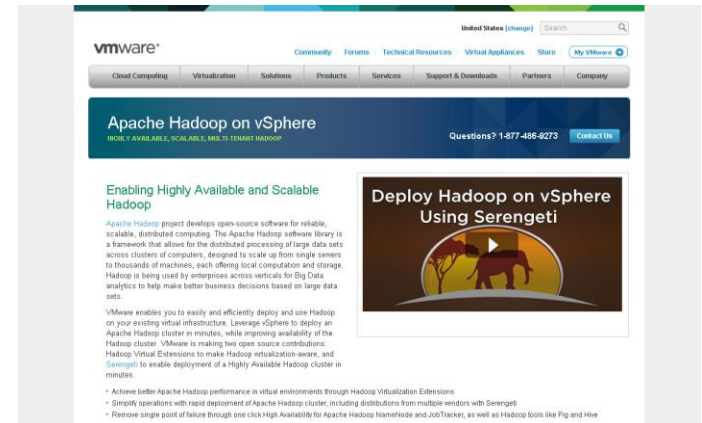 United States [change] Search
vmware
Community Forums Technical Resources Virtual Appliances Store My VMware
Cloud Computing Virtualization Solutions Products Services Support & Downloads Partners Company
Apache Hadoop on vSphere
HIGHLY AVAILABLE, SCALABLE, MULTI-TENANT HADOOP
Questions? 1-877-486-9273 Contact Us
Enabling Highly Available and Scalable
Hadoop
Apache Hadoop project develops open-source software for reliable,
scalable, distributed computing. The Apache Hadoop software library is
a framework that allows for the distributed processing of large data sets
across clusters of computers, designed to scale up from single servers
to thousands of machines, each offering local computation and storage.
Hadoop is being used by enterprises across verticals for Big Data
analytics to help make better business decisions based on large data
sets.
VMware enables you to easily and efficiently deploy and use Hadoop
on your existing virtual infrastructure. Leverage vSphere to deploy an
Apache Hadoop cluster in minutes, while improving availability of the
Hadoop cluster. VMware is making two open source contributions:
Hadoop Virtual Extensions to make Hadoop virtualization-aware, and
Serengeti to enable deployment of a Highly Available Hadoop cluster in
minutes.
Deploy Hadoop on vSphere
Using Serengeti
• Achieve better Apache Hadoop performance in virtual environments through Hadoop Virtualization Extensions
• Simplify operations with rapid deployment of Apache Hadoop cluster, including distributions from multiple vendors with Serengeti
• Remove single point of failure through one click High Availability for Apache Hadoop NameNode and JobTracker, as well as Hadoop tools like Pig and Hive